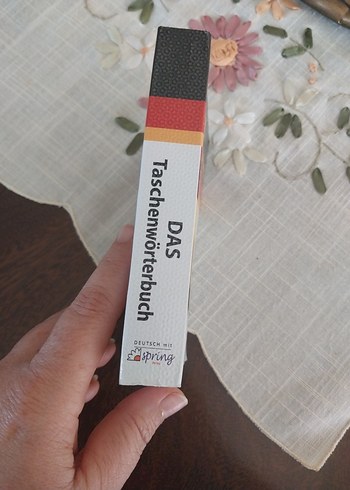 DAS
Taschenwörterbuch
DEUTSCH mit
spring